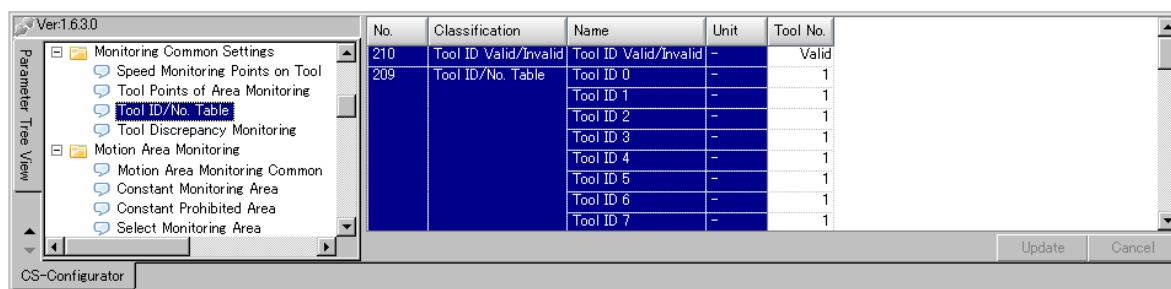 Ver:1.6.3.0
Parameter Tree View
Monitoring Common Settings
Speed Monitoring Points on Tool
Tool Points of Area Monitoring
Tool ID/No. Table
Tool Discrepancy Monitoring
Motion Area Monitoring
Motion Area Monitoring Common
Constant Monitoring Area
Constant Prohibited Area
Select Monitoring Area
CS-Configurator
No. Classification Name Unit Tool No.
210 Tool ID Valid/Invalid Tool ID Valid/Invalid - Valid
209 Tool ID/No. Table Tool ID 0 - 1
Tool ID 1 - 1
Tool ID 2 - 1
Tool ID 3 - 1
Tool ID 4 - 1
Tool ID 5 - 1
Tool ID 6 - 1
Tool ID 7 - 1
Update Cancel